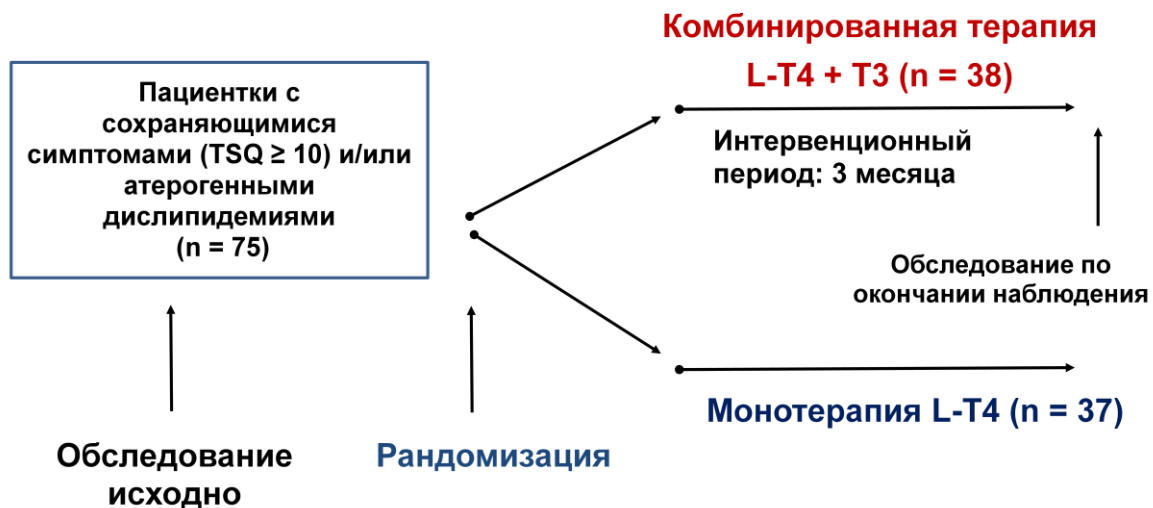 Комбинированная терапия
L-T4 + T3 (n = 38)
Пациентки с
сохраняющимися
симптомами (TSQ ≥ 10) и/или
атерогенными
дислипидемиями
(n = 75)
Интервенционный
период: 3 месяца
Обследование по
окончании наблюдения
Монотерапия L-T4 (n = 37)
Обследование
исходно
Рандомизация